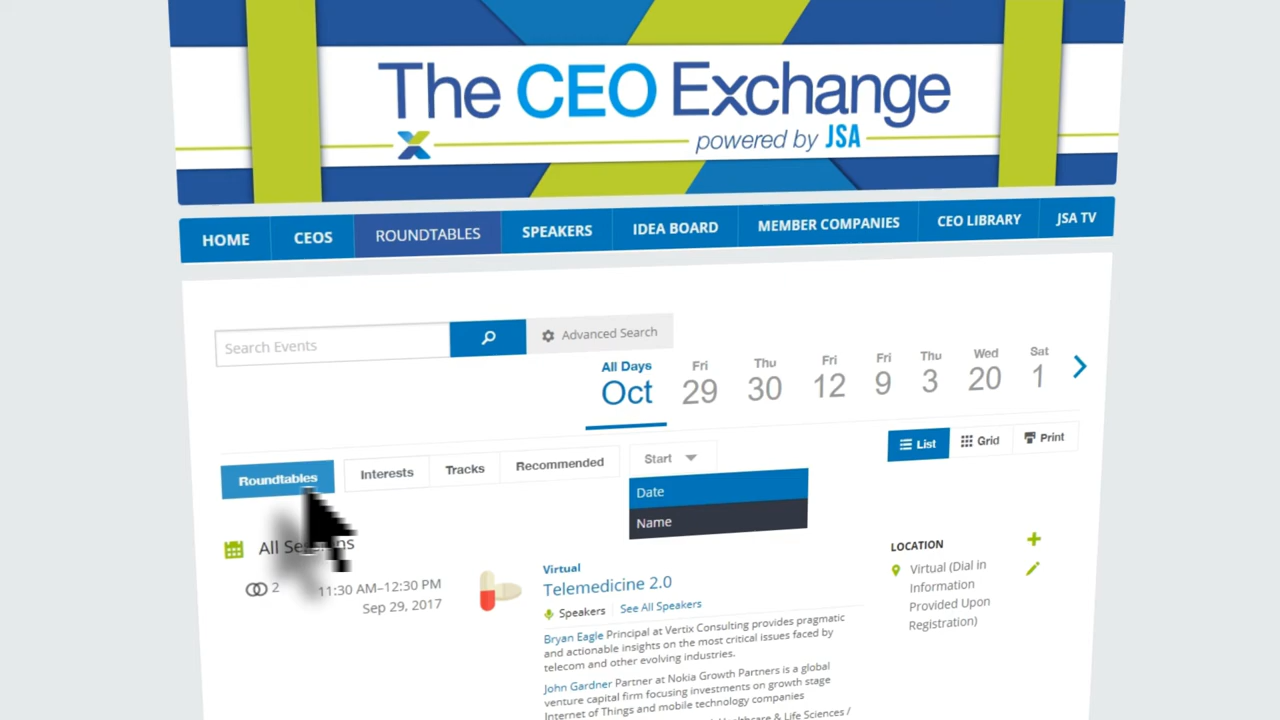 The CEO Exchange
powered by JSA
HOME CEOS ROUNDTABLES SPEAKERS IDEA BOARD MEMBER COMPANIES CEO LIBRARY JSA TV
Search Events Advanced Search
All Days Fri Thu Fri Fri Thu Wed Sat
Oct 29 30 12 9 3 20 1
Roundtables Interests Tracks Recommended Start List Grid Print
Date
Name
All Sessions
LOCATION
2 11:30 AM–12:30 PM
Sep 29, 2017
Virtual
Telemedicine 2.0
Speakers See All Speakers
Bryan Eagle Principal at Vertix Consulting provides pragmatic
and actionable insights on the most critical issues faced by
telecom and other evolving industries.
John Gardner Partner at Nokia Growth Partners is a global
venture capital firm focusing investments on growth stage
Internet of Things and mobile technology companies
Healthcare & Life Sciences /
Virtual (Dial in
Information
Provided Upon
Registration)